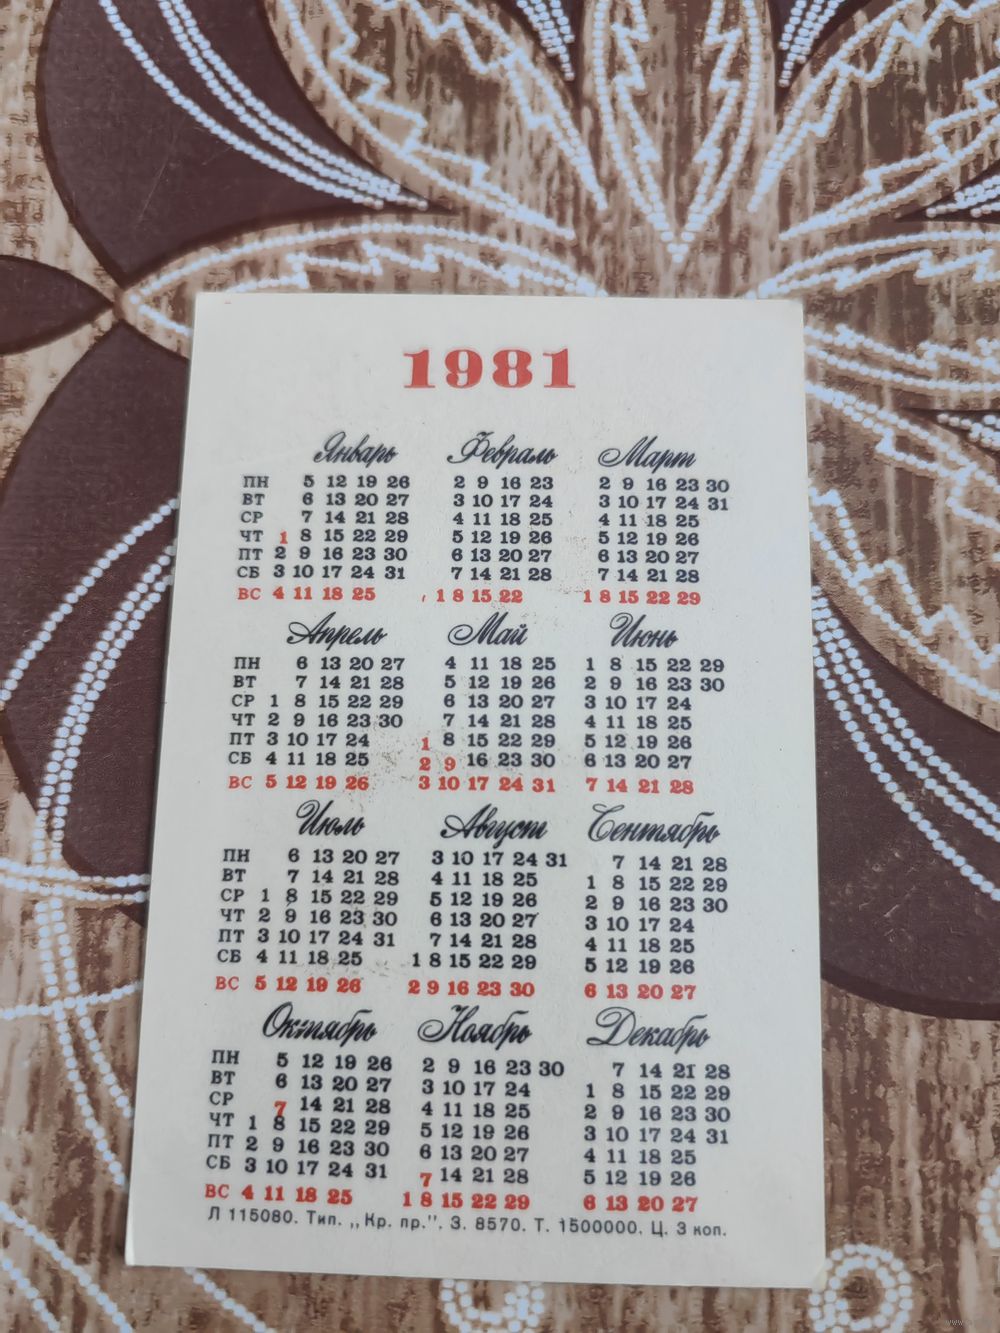 1981
Январь Февраль Март
ПН 5 12 19 26 2 9 16 23 2 9 16 23 30
ВТ 6 13 20 27 3 10 17 24 3 10 17 24 31
СР 7 14 21 28 4 11 18 25 4 11 18 25
ЧТ 1 8 15 22 29 5 12 19 26 5 12 19 26
ПТ 2 9 16 23 30 6 13 20 27 6 13 20 27
СБ 3 10 17 24 31 7 14 21 28 7 14 21 28
ВС 4 11 18 25 1 8 15 22 1 8 15 22 29
Апрель Май Июнь
ПН 6 13 20 27 4 11 18 25 1 8 15 22 29
ВТ 7 14 21 28 5 12 19 26 2 9 16 23 30
СР 1 8 15 22 29 6 13 20 27 3 10 17 24
ЧТ 2 9 16 23 30 7 14 21 28 4 11 18 25
ПТ 3 10 17 24 1 8 15 22 29 5 12 19 26
СБ 4 11 18 25 2 9 16 23 30 6 13 20 27
ВС 5 12 19 26 3 10 17 24 31 7 14 21 28
Июль Август Сентябрь
ПН 6 13 20 27 3 10 17 24 31 7 14 21 28
ВТ 7 14 21 28 4 11 18 25 1 8 15 22 29
СР 1 8 15 22 29 5 12 19 26 2 9 16 23 30
ЧТ 2 9 16 23 30 6 13 20 27 3 10 17 24
ПТ 3 10 17 24 31 7 14 21 28 4 11 18 25
СБ 4 11 18 25 1 8 15 22 29 5 12 19 26
ВС 5 12 19 26 2 9 16 23 30 6 13 20 27
Октябрь Ноябрь Декабрь
ПН 5 12 19 26 2 9 16 23 30 7 14 21 28
ВТ 6 13 20 27 3 10 17 24 1 8 15 22 29
СР 7 14 21 28 4 11 18 25 2 9 16 23 30
ЧТ 1 8 15 22 29 5 12 19 26 3 10 17 24 31
ПТ 2 9 16 23 30 6 13 20 27 4 11 18 25
СБ 3 10 17 24 31 7 14 21 28 5 12 19 26
ВС 4 11 18 25 1 8 15 22 29 6 13 20 27
Л 115080. Тип. „Кр. пр.". З. 8570. Т. 1500000. Ц. 3 коп.